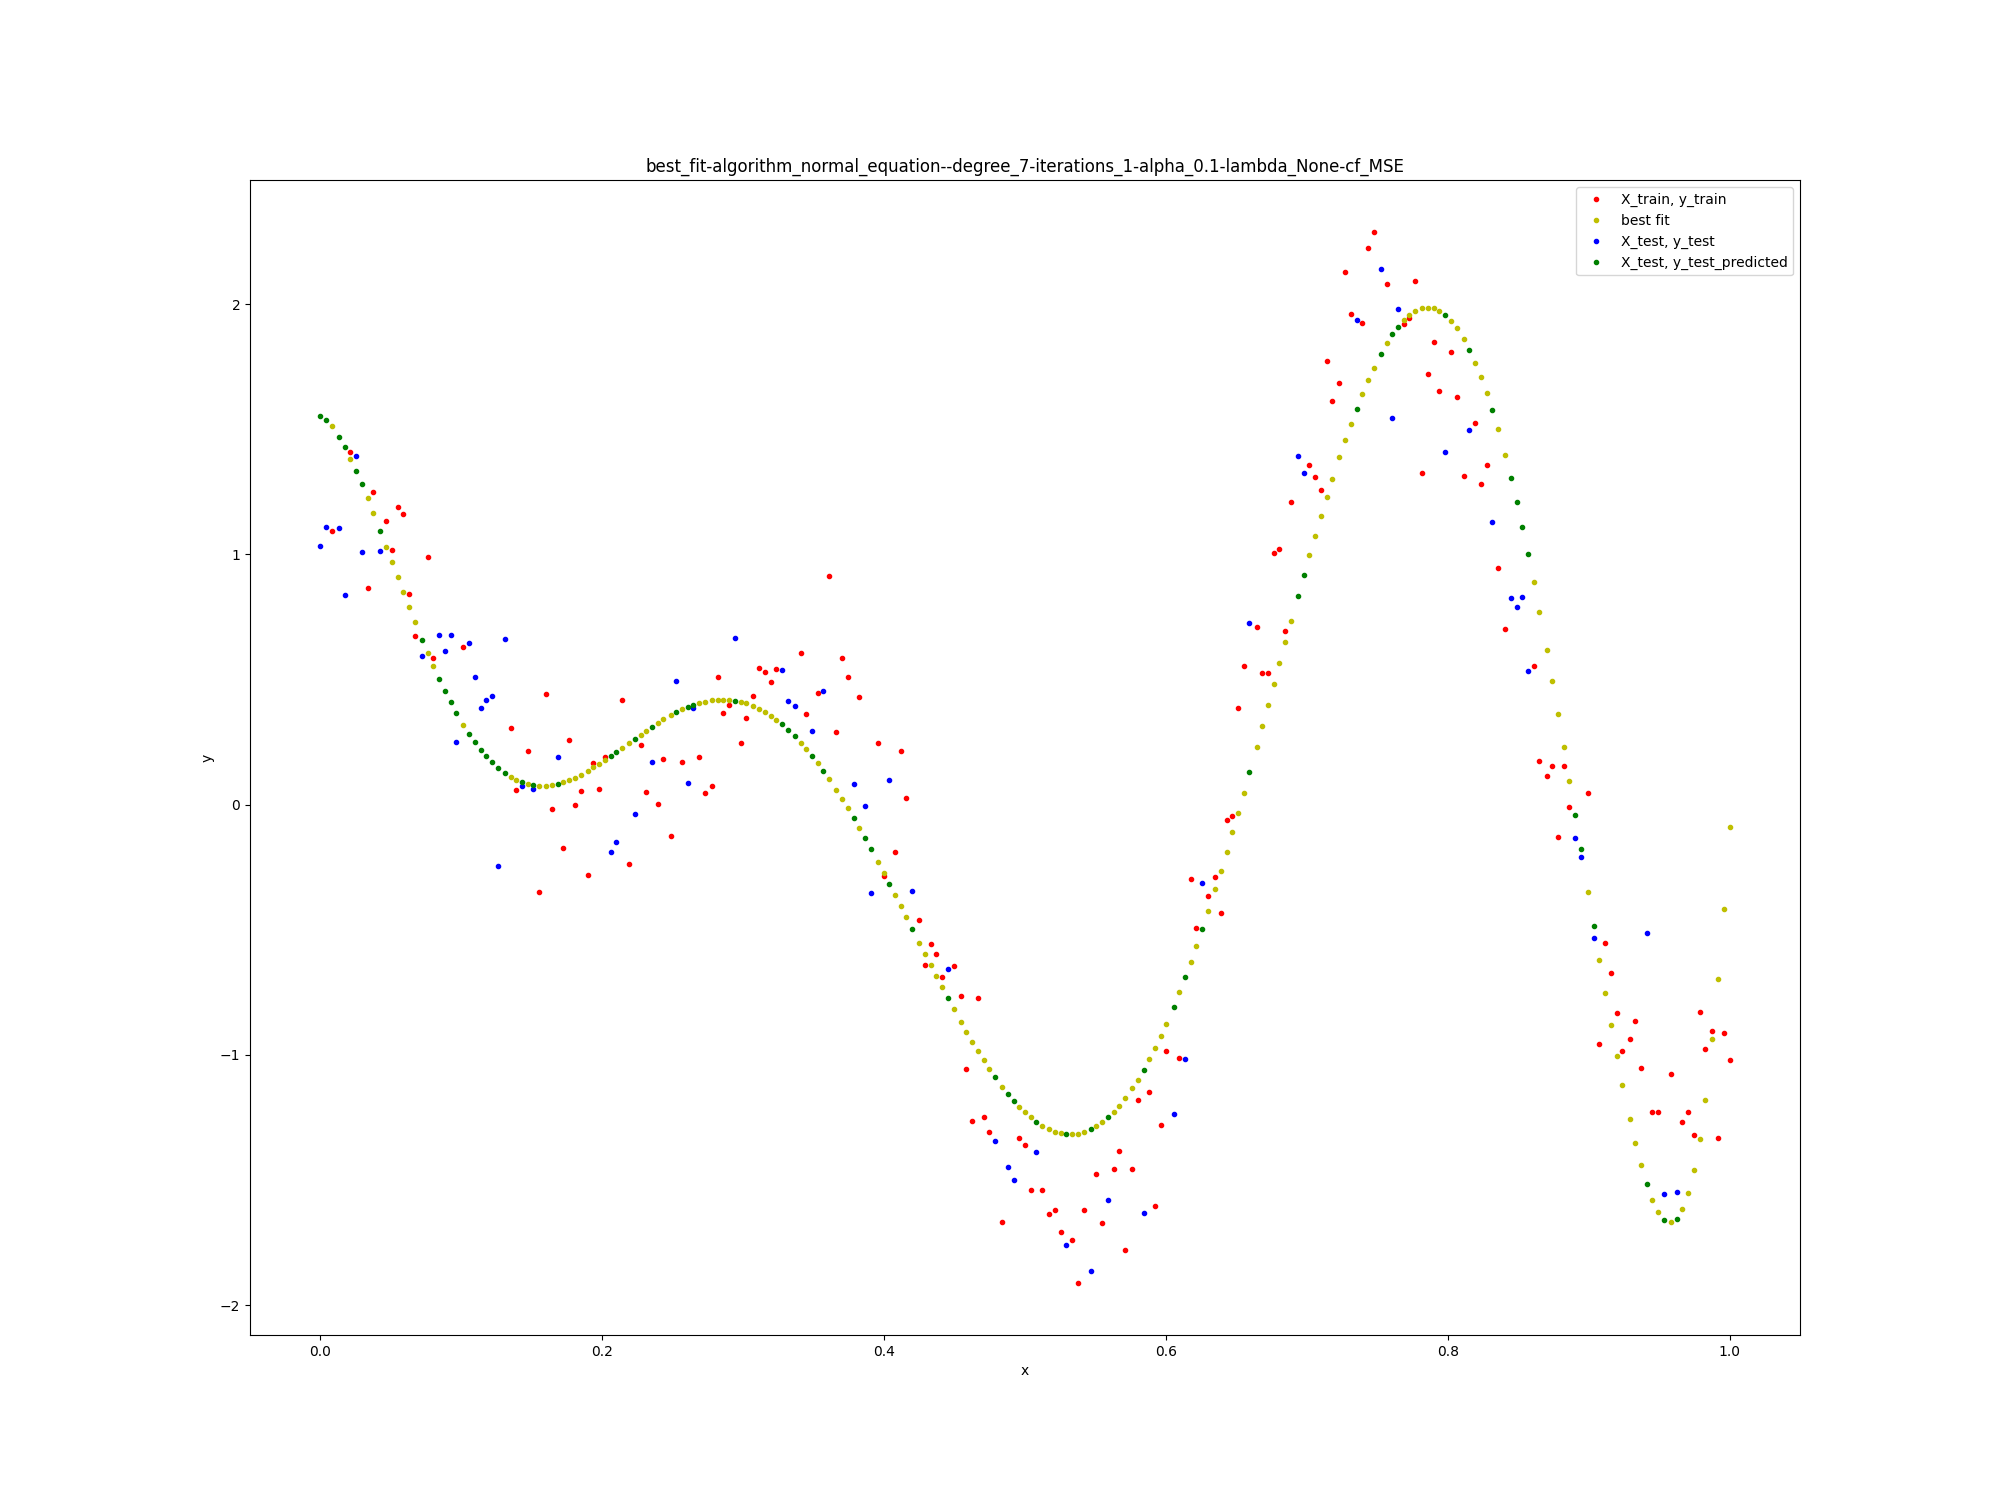 best_fit-algorithm_normal_equation--degree_7-iterations_1-alpha_0.1-lambda_None-cf_MSE
X_train, y_train
best fit
X_test, y_test
X_test, y_test_predicted
2
1
0
−1
−2
y
0.0 0.2 0.4 0.6 0.8 1.0
x